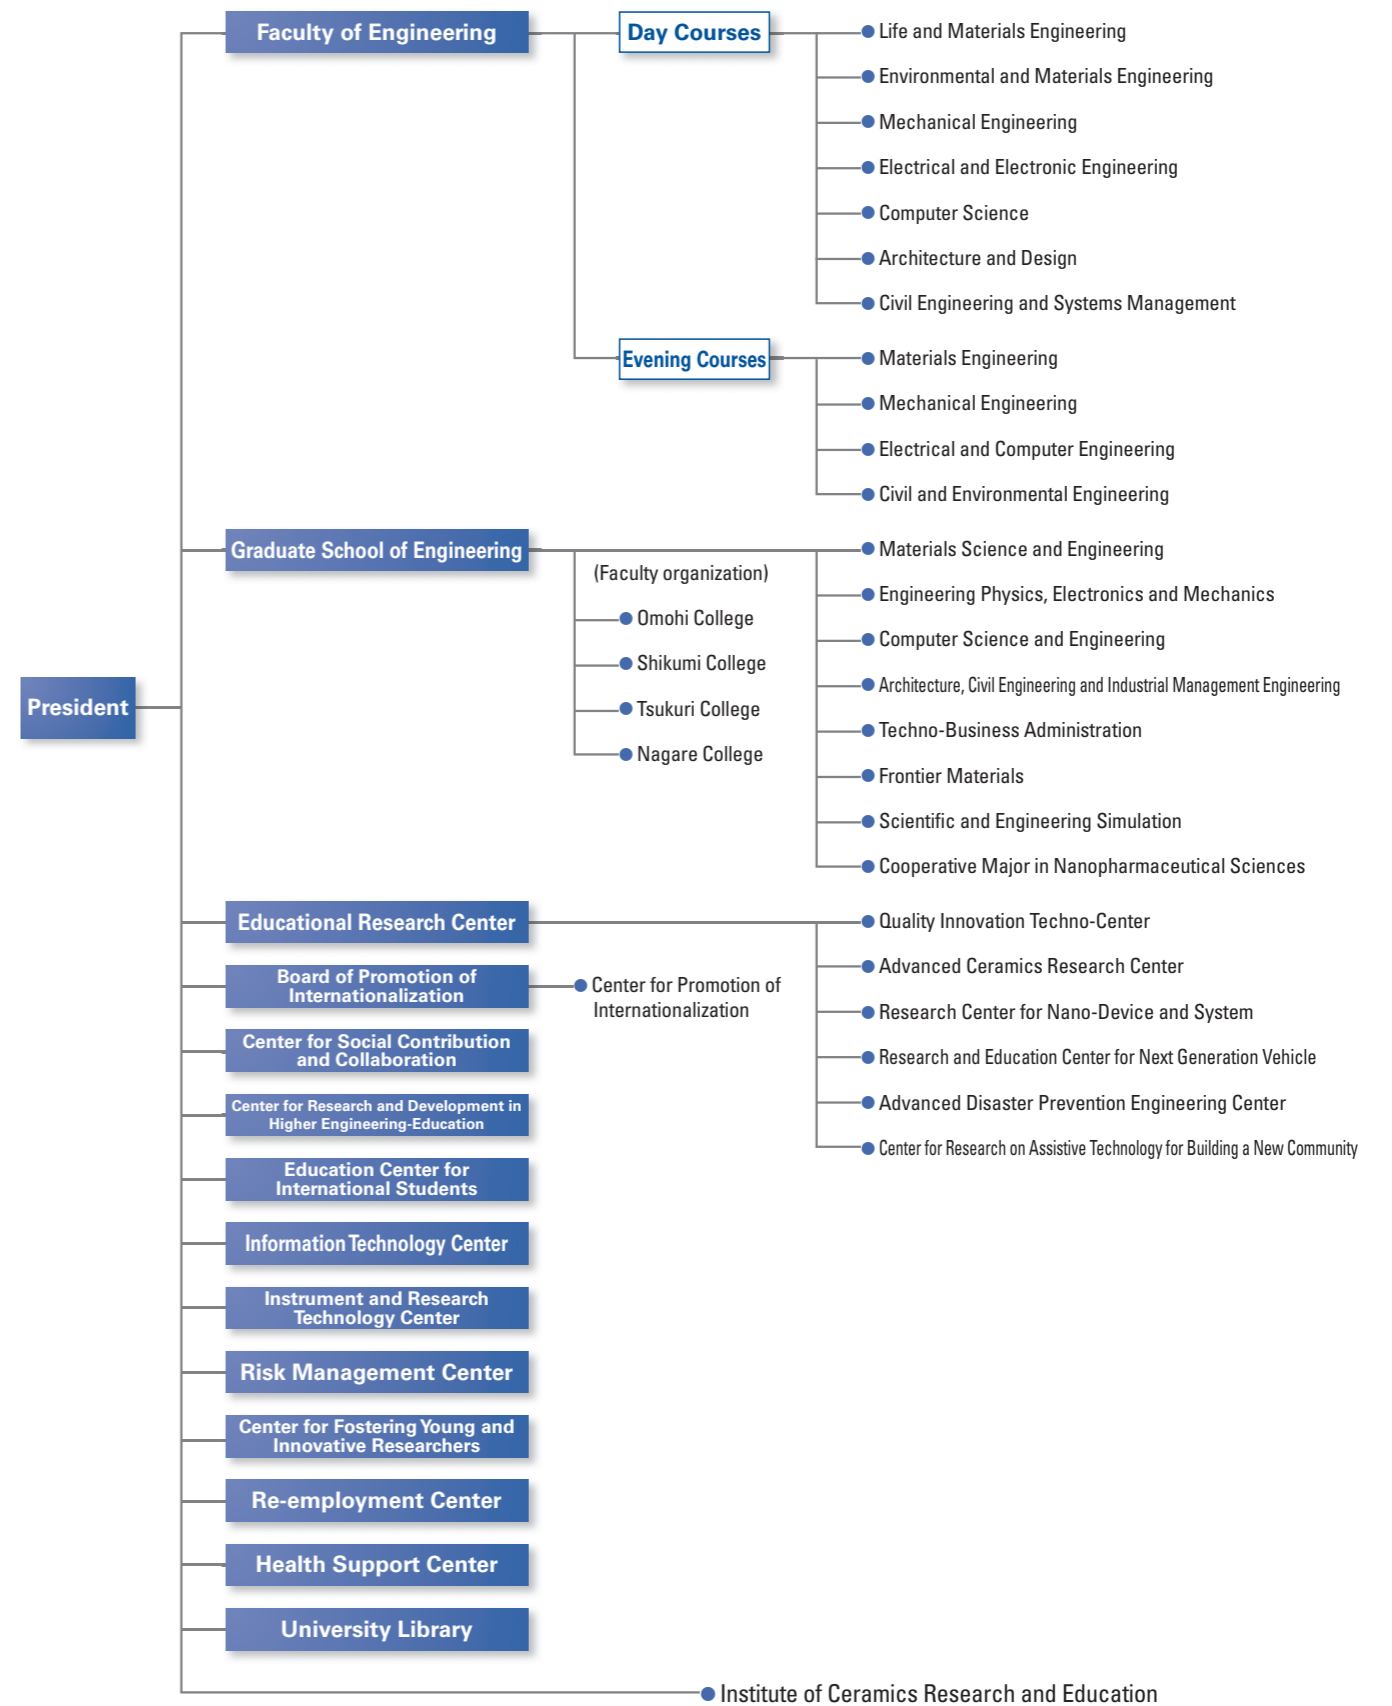 President
Faculty of Engineering
Day Courses
Life and Materials Engineering
Environmental and Materials Engineering
Mechanical Engineering
Electrical and Electronic Engineering
Computer Science
Architecture and Design
Civil Engineering and Systems Management
Evening Courses
Materials Engineering
Mechanical Engineering
Electrical and Computer Engineering
Civil and Environmental Engineering
Graduate School of Engineering
(Faculty organization)
Omohi College
Shikumi College
Tsukuri College
Nagare College
Materials Science and Engineering
Engineering Physics, Electronics and Mechanics
Computer Science and Engineering
Architecture, Civil Engineering and Industrial Management Engineering
Techno-Business Administration
Frontier Materials
Scientific and Engineering Simulation
Cooperative Major in Nanopharmaceutical Sciences
Educational Research Center
Quality Innovation Techno-Center
Advanced Ceramics Research Center
Research Center for Nano-Device and System
Research and Education Center for Next Generation Vehicle
Advanced Disaster Prevention Engineering Center
Center for Research on Assistive Technology for Building a New Community
Board of Promotion of
Internationalization
Center for Promotion of
Internationalization
Center for Social Contribution
and Collaboration
Center for Research and Development in
Higher Engineering-Education
Education Center for
International Students
Information Technology Center
Instrument and Research
Technology Center
Risk Management Center
Center for Fostering Young and
Innovative Researchers
Re-employment Center
Health Support Center
University Library
Institute of Ceramics Research and Education